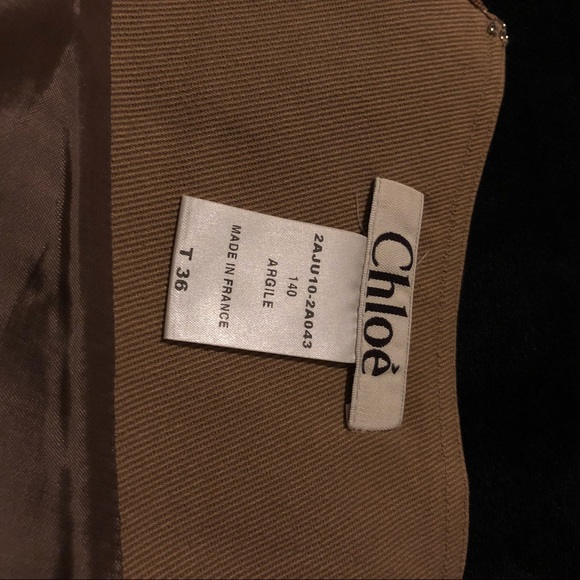 Chloé
2AJU10-2A043
140
ARGILE
MADE IN FRANCE
T 36